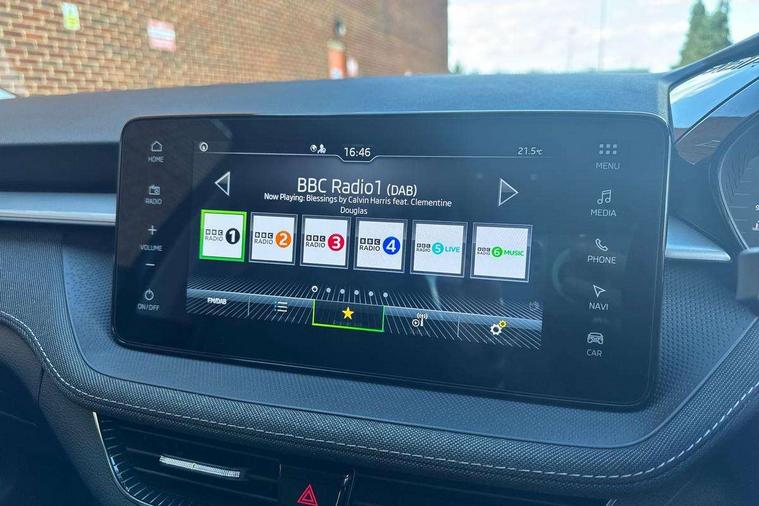 HOME
RADIO
+
VOLUME
−
ON/OFF
16:46
21.5°C
BBC Radio1 (DAB)
Now Playing: Blessings by Calvin Harris feat. Clementine
Douglas
BBC RADIO 1
BBC RADIO 2
BBC RADIO 3
BBC RADIO 4
BBC RADIO 5 LIVE
BBC RADIO 6 MUSIC
FM/DAB
MENU
MEDIA
PHONE
NAVI
CAR